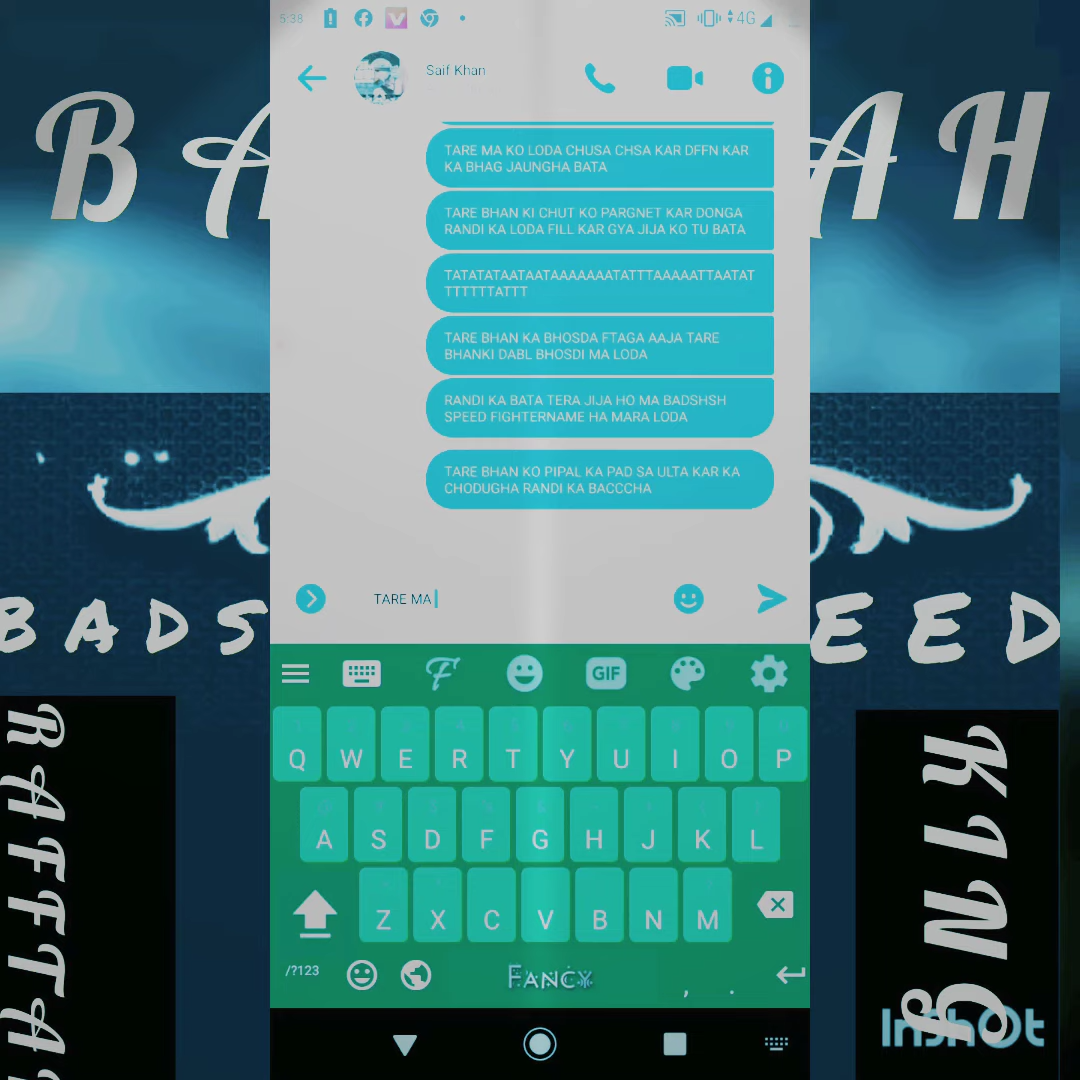 5:38
4G
Saif Khan
TARE MA KO LODA CHUSA CHSA KAR DFFN KAR
KA BHAG JAUNGHA BATA
TARE BHAN KI CHUT KO PARGNET KAR DONGA
RANDI KA LODA FILL KAR GYA JIJA KO TU BATA
TATATATAATAATAAAAAAATATTTAAAAATTAATAT
TTTTTTATTT
TARE BHAN KA BHOSDA FTAGA AAJA TARE
BHANKI DABL BHOSDI MA LODA
RANDI KA BATA TERA JIJA HO MA BADSHSH
SPEED FIGHTERNAME HA MARA LODA
TARE BHAN KO PIPAL KA PAD SA ULTA KAR KA
CHODUGHA RANDI KA BACCCHA
TARE MA
GIF
Q W E R T Y U I O P
A S D F G H J K L
Z X C V B N M
/?123
FANCY
, .
B A
A H
B A D S
E E D
R A F F T A
K I N G
InShOt